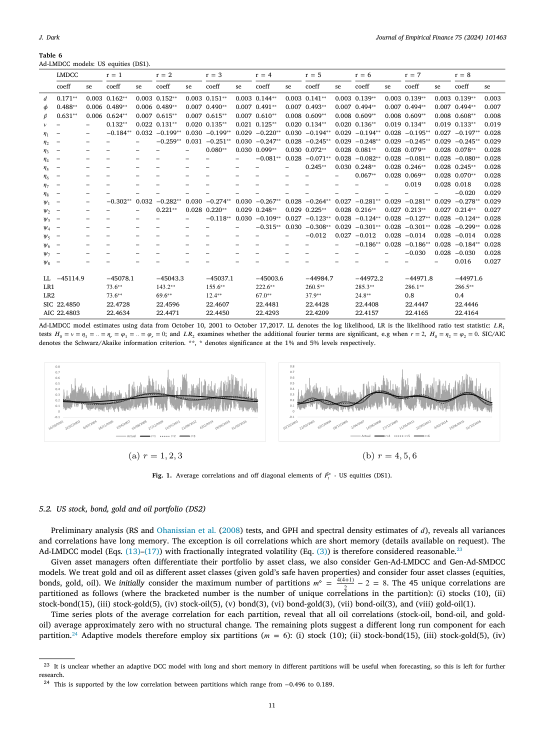 J. Dark
Journal of Empirical Finance 75 (2024) 101463
Table 6
Ad-LMDCC models: US equities (DS1).
LMDCC r = 1 r = 2 r = 3 r = 4 r = 5 r = 6 r = 7 r = 8
coeff se coeff se coeff se coeff se coeff se coeff se coeff se coeff se coeff se
d 0.171** 0.003 0.162** 0.003 0.152** 0.003 0.151** 0.003 0.144** 0.003 0.141** 0.003 0.139** 0.003 0.139** 0.003 0.139** 0.003
ϕ 0.488** 0.006 0.489** 0.006 0.489** 0.007 0.490** 0.007 0.491** 0.007 0.493** 0.007 0.494** 0.007 0.494** 0.007 0.494** 0.007
β 0.631** 0.006 0.624** 0.007 0.615** 0.007 0.615** 0.007 0.610** 0.008 0.609** 0.008 0.609** 0.008 0.609** 0.008 0.608** 0.008
ν – – 0.132** 0.022 0.131** 0.020 0.135** 0.021 0.125** 0.020 0.134** 0.020 0.136** 0.019 0.134** 0.019 0.133** 0.019
η₁ – – −0.184** 0.032 −0.199** 0.030 −0.199** 0.029 −0.220** 0.030 −0.194** 0.029 −0.194** 0.028 −0.195** 0.027 −0.197** 0.028
η₂ – – – – −0.259** 0.031 −0.251** 0.030 −0.247** 0.028 −0.245** 0.029 −0.248** 0.029 −0.245** 0.029 −0.245** 0.029
η₃ – – – – – – 0.080** 0.030 0.099** 0.030 0.072** 0.028 0.081** 0.028 0.079** 0.028 0.078** 0.028
η₄ – – – – – – – – −0.081** 0.028 −0.071** 0.028 −0.082** 0.028 −0.081** 0.028 −0.080** 0.028
η₅ – – – – – – – – – – 0.245** 0.030 0.248** 0.028 0.246** 0.028 0.245** 0.028
η₆ – – – – – – – – – – – – 0.067** 0.028 0.069** 0.028 0.070** 0.028
η₇ – – – – – – – – – – – – – – 0.019 0.028 0.018 0.028
η₈ – – – – – – – – – – – – – – – – −0.020 0.029
ψ₁ – – −0.302** 0.032 −0.282** 0.030 −0.274** 0.030 −0.267** 0.028 −0.264** 0.027 −0.281** 0.029 −0.281** 0.029 −0.278** 0.029
ψ₂ – – – – 0.221** 0.028 0.220** 0.029 0.248** 0.029 0.225** 0.028 0.216** 0.027 0.213** 0.027 0.214** 0.027
ψ₃ – – – – – – −0.118** 0.030 −0.109** 0.027 −0.123** 0.028 −0.124** 0.028 −0.127** 0.028 −0.124** 0.028
ψ₄ – – – – – – – – −0.315** 0.030 −0.308** 0.029 −0.301** 0.028 −0.301** 0.028 −0.299** 0.028
ψ₅ – – – – – – – – – – −0.012 0.027 −0.012 0.028 −0.014 0.028 −0.014 0.028
ψ₆ – – – – – – – – – – – – −0.186** 0.028 −0.186** 0.028 −0.184** 0.028
ψ₇ – – – – – – – – – – – – – – −0.030 0.028 −0.030 0.028
ψ₈ – – – – – – – – – – – – – – – – 0.016 0.027
LL −45114.9 −45078.1 −45043.3 −45037.1 −45003.6 −44984.7 −44972.2 −44971.8 −44971.6
LR1 73.6** 143.2** 155.6** 222.6** 260.5** 285.3** 286.1** 286.5**
LR2 73.6** 69.6** 12.4** 67.0** 37.9** 24.8** 0.8 0.4
SIC 22.4850 22.4728 22.4596 22.4607 22.4481 22.4428 22.4408 22.4447 22.4446
AIC 22.4803 22.4634 22.4471 22.4450 22.4293 22.4209 22.4157 22.4165 22.4164
Ad-LMDCC model estimates using data from October 10, 2001 to October 17,2017. LL denotes the log likelihood, LR is the likelihood ratio test statistic: LR₁
tests H₀ = ν = η₁ = .. = ηᵣ = φ₁ = .. = φᵣ = 0; and LR₂ examines whether the additional fourier terms are significant, e.g when r = 2, H₀ = η₂ = φ₂ = 0. SIC/AIC
denotes the Schwarz/Akaike information criterion. **, * denotes significance at the 1% and 5% levels respectively.
(a) r = 1, 2, 3
(b) r = 4, 5, 6
Fig. 1. Average correlations and off diagonal elements of - US equities (DS1).
5.2. US stock, bond, gold and oil portfolio (DS2)
Preliminary analysis (RS and Ohanissian et al. (2008) tests, and GPH and spectral density estimates of d), reveals all variances
and correlations have long memory. The exception is oil correlations which are short memory (details available on request). The
Ad-LMDCC model (Eqs. (13)–(17)) with fractionally integrated volatility (Eq. (3)) is therefore considered reasonable.²³
Given asset managers often differentiate their portfolio by asset class, we also consider Gen-Ad-LMDCC and Gen-Ad-SMDCC
models. We treat gold and oil as different asset classes (given gold's safe haven properties) and consider four asset classes (equities,
bonds, gold, oil). We initially consider the maximum number of partitions m* = 4(4+1)/2 − 2 = 8. The 45 unique correlations are
partitioned as follows (where the bracketed number is the number of unique correlations in the partition): (i) stocks (10), (ii)
stock-bond(15), (iii) stock-gold(5), (iv) stock-oil(5), (v) bond(3), (vi) bond-gold(3), (vii) bond-oil(3), and (viii) gold-oil(1).
Time series plots of the average correlation for each partition, reveal that all oil correlations (stock-oil, bond-oil, and gold-
oil) average approximately zero with no structural change. The remaining plots suggest a different long run component for each
partition.²⁴ Adaptive models therefore employ six partitions (m = 6): (i) stock (10); (ii) stock-bond(15), (iii) stock-gold(5), (iv)
²³ It is unclear whether an adaptive DCC model with long and short memory in different partitions will be useful when forecasting, so this is left for further
research.
²⁴ This is supported by the low correlation between partitions which range from −0.496 to 0.189.
11